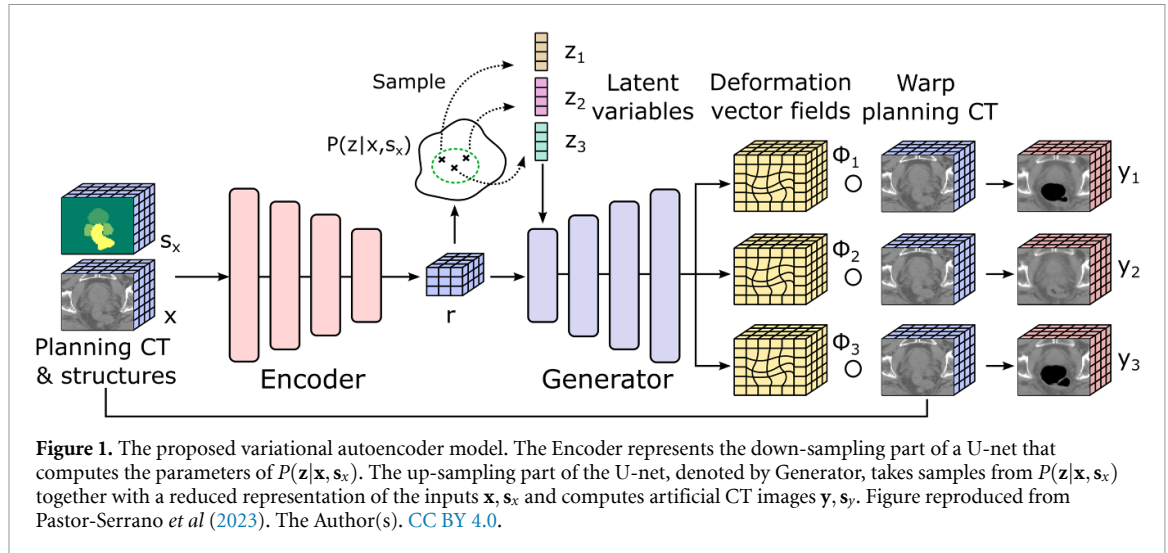 Sample
z₁
z₂
z₃
Latent
variables
Deformation
vector fields
Warp
planning CT
P(z|x,sₓ)
Φ₁
y₁
sₓ
x
Planning CT
& structures
Encoder
r
Generator
Φ₂
y₂
Φ₃
y₃
Figure 1. The proposed variational autoencoder model. The Encoder represents the down-sampling part of a U-net that
computes the parameters of P(z|x, sₓ). The up-sampling part of the U-net, denoted by Generator, takes samples from P(z|x, sₓ)
together with a reduced representation of the inputs x, sₓ and computes artificial CT images y, s_y. Figure reproduced from
Pastor-Serrano et al (2023). The Author(s). CC BY 4.0.